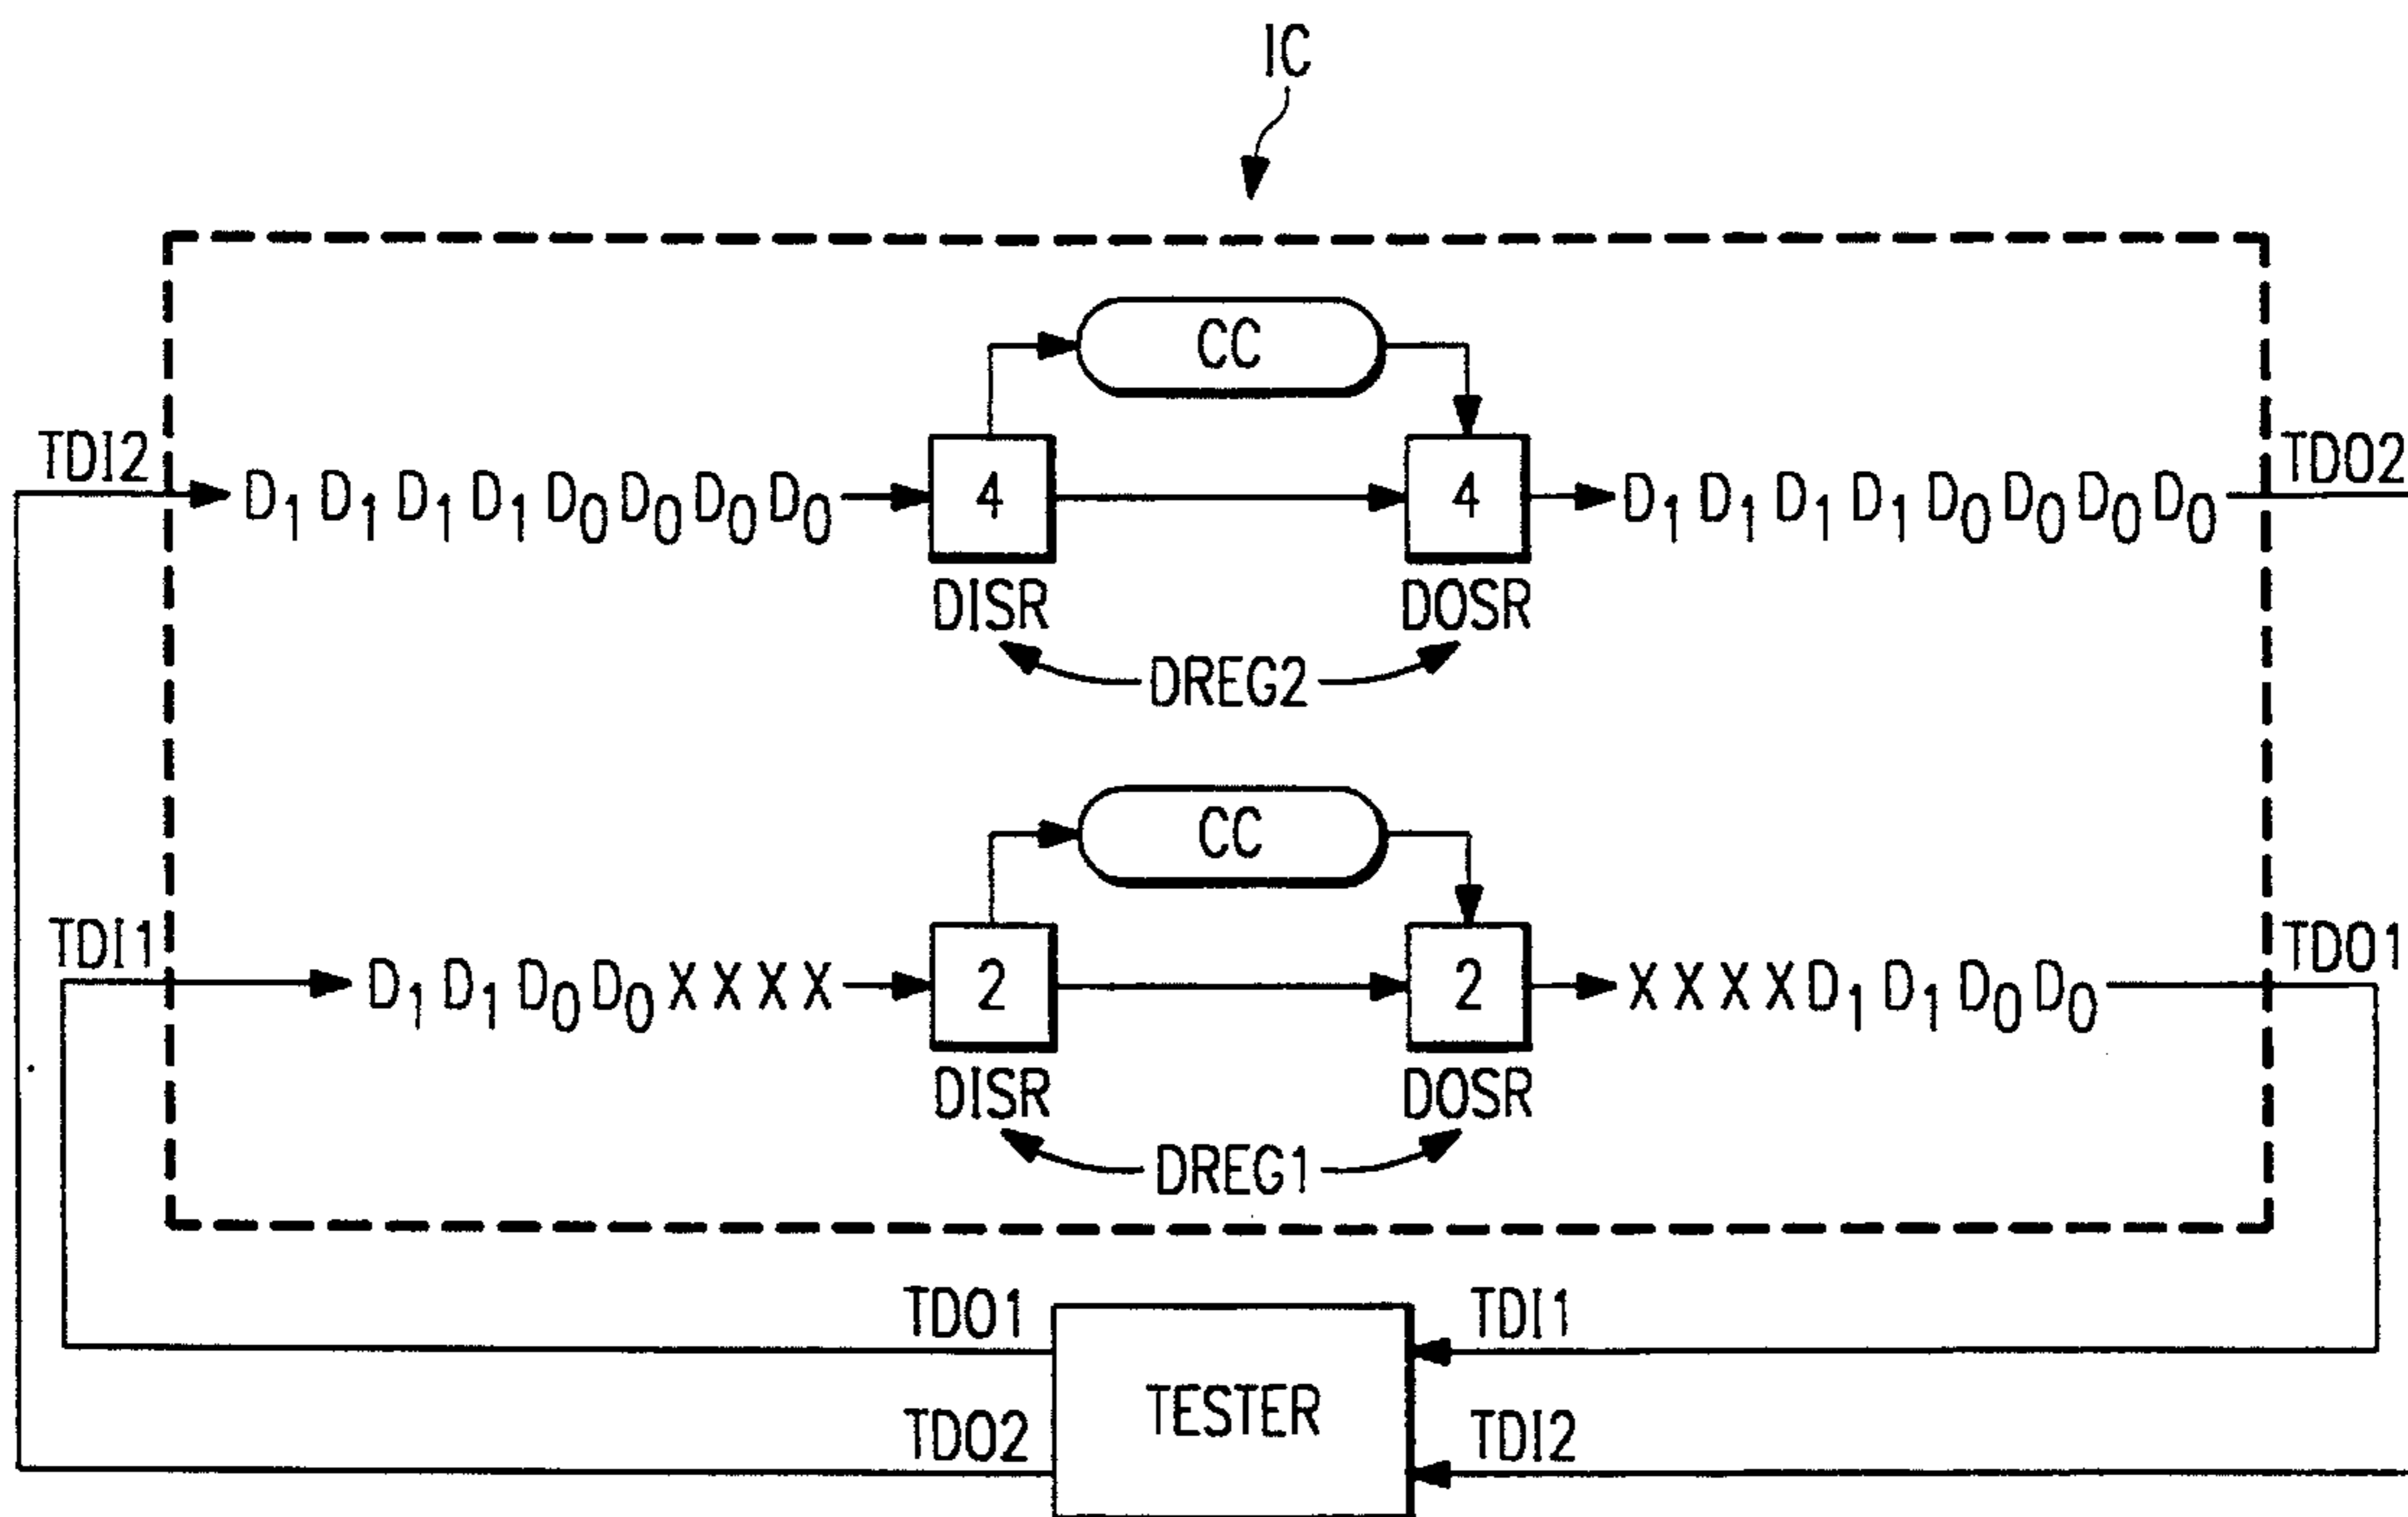 IC
CC
TDI2
D1 D1 D1 D1 D0 D0 D0 D0
4
4
D1 D1 D1 D1 D0 D0 D0 D0
TDO2
DISR
DOSR
DREG2
CC
TDI1
D1 D1 D0 D0 X X X X
2
2
X X X X D1 D1 D0 D0
TDO1
DISR
DOSR
DREG1
TDO1
TDI1
TESTER
TDO2
TDI2